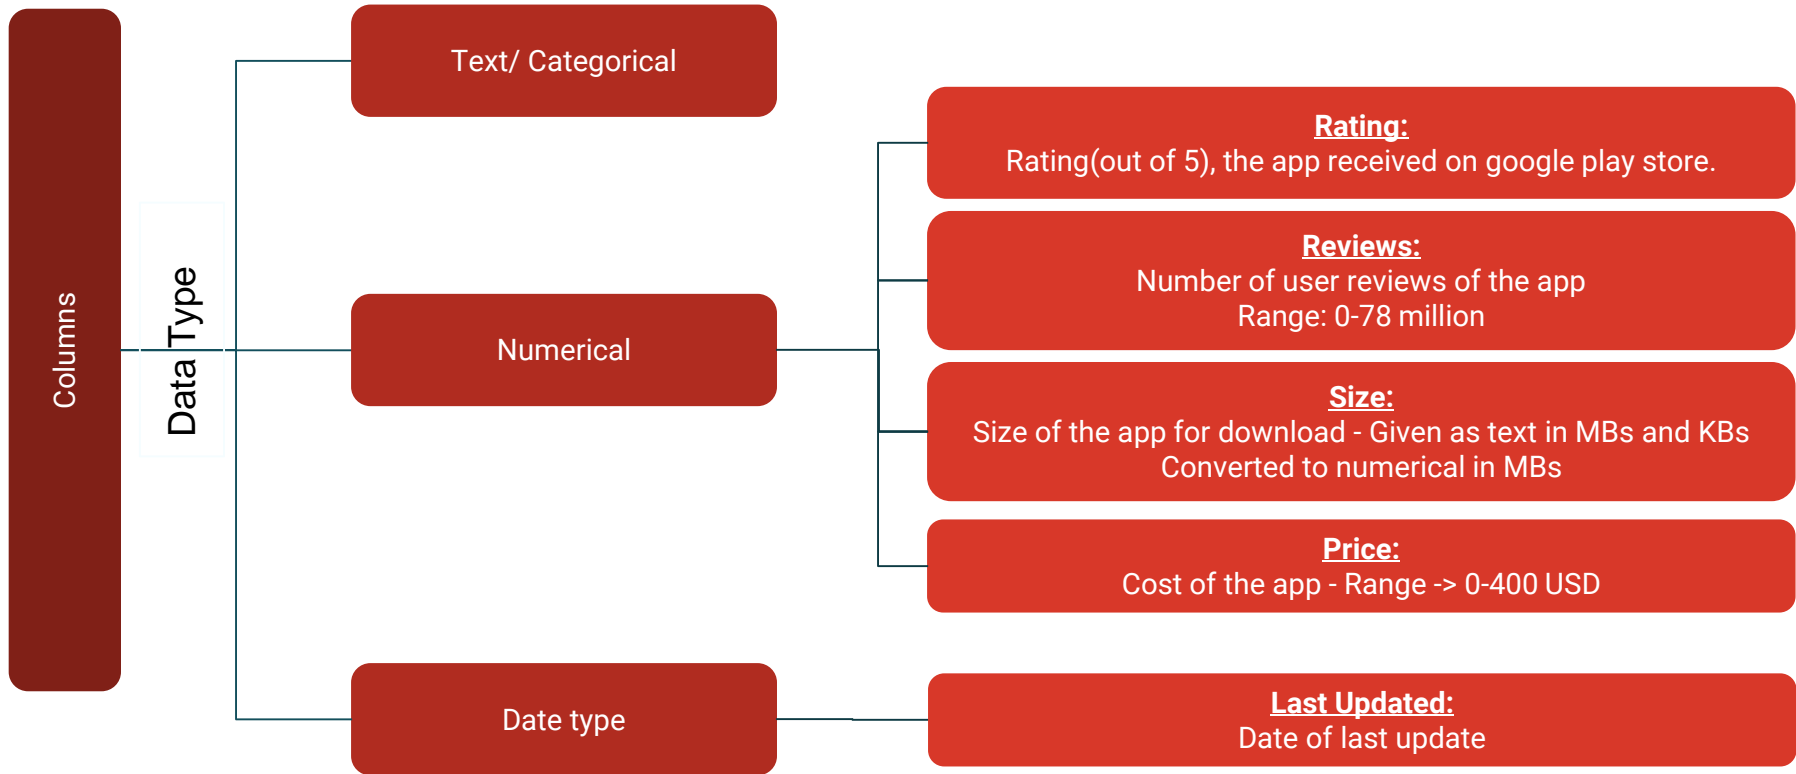 Columns
Data Type
Text/ Categorical
Numerical
Rating:
Rating(out of 5), the app received on google play store.
Reviews:
Number of user reviews of the app
Range: 0-78 million
Size:
Size of the app for download - Given as text in MBs and KBs
Converted to numerical in MBs
Price:
Cost of the app - Range -> 0-400 USD
Date type
Last Updated:
Date of last update